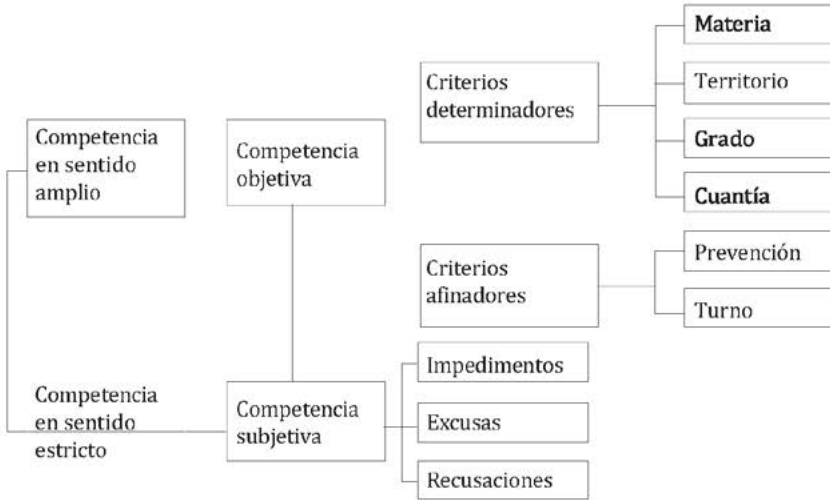 Competencia
en sentido
amplio
Competencia
objetiva
Criterios
determinadores
Materia
Territorio
Grado
Cuantía
Criterios
afinadores
Prevención
Turno
Competencia
en sentido
estricto
Competencia
subjetiva
Impedimentos
Excusas
Recusaciones